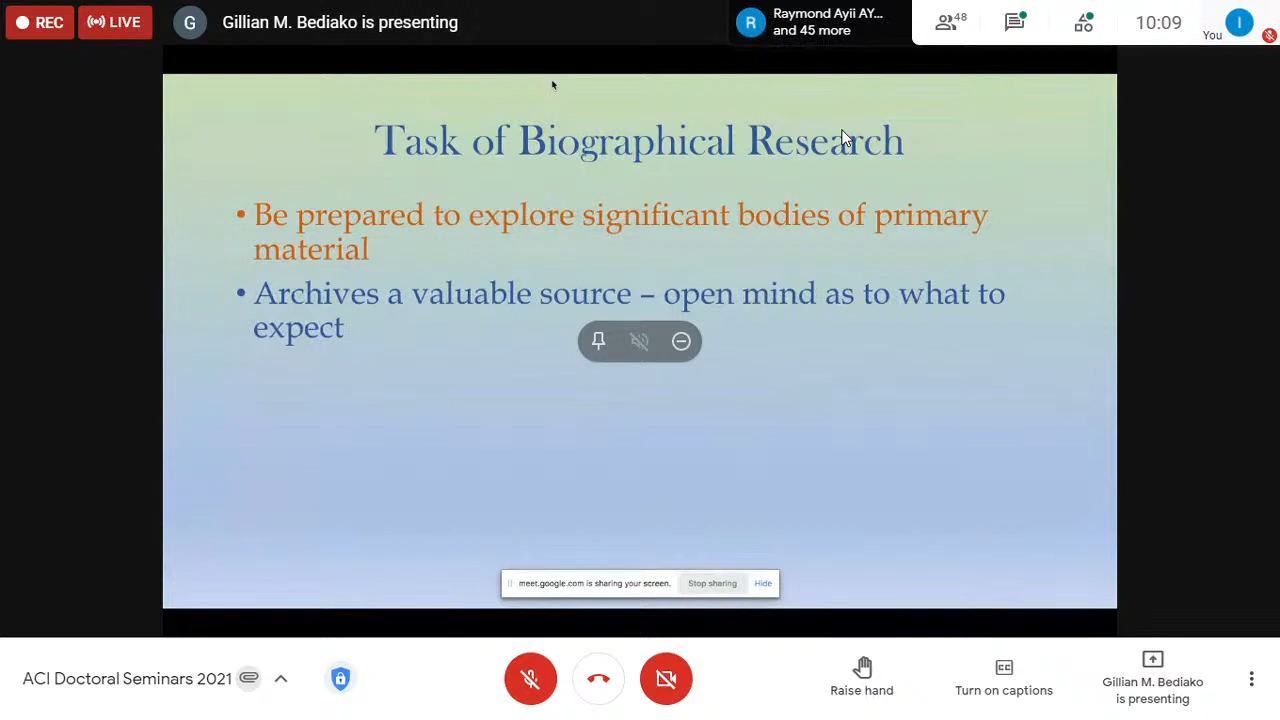 REC
LIVE
G
Gillian M. Bediako is presenting
R
Raymond Ayii AY...
and 45 more
48
10:09
You
I
Task of Biographical Research
• Be prepared to explore significant bodies of primary
material
• Archives a valuable source – open mind as to what to
expect
meet.google.com is sharing your screen.
Stop sharing
Hide
ACI Doctoral Seminars 2021
Raise hand
CC
Turn on captions
Gillian M. Bediako
is presenting